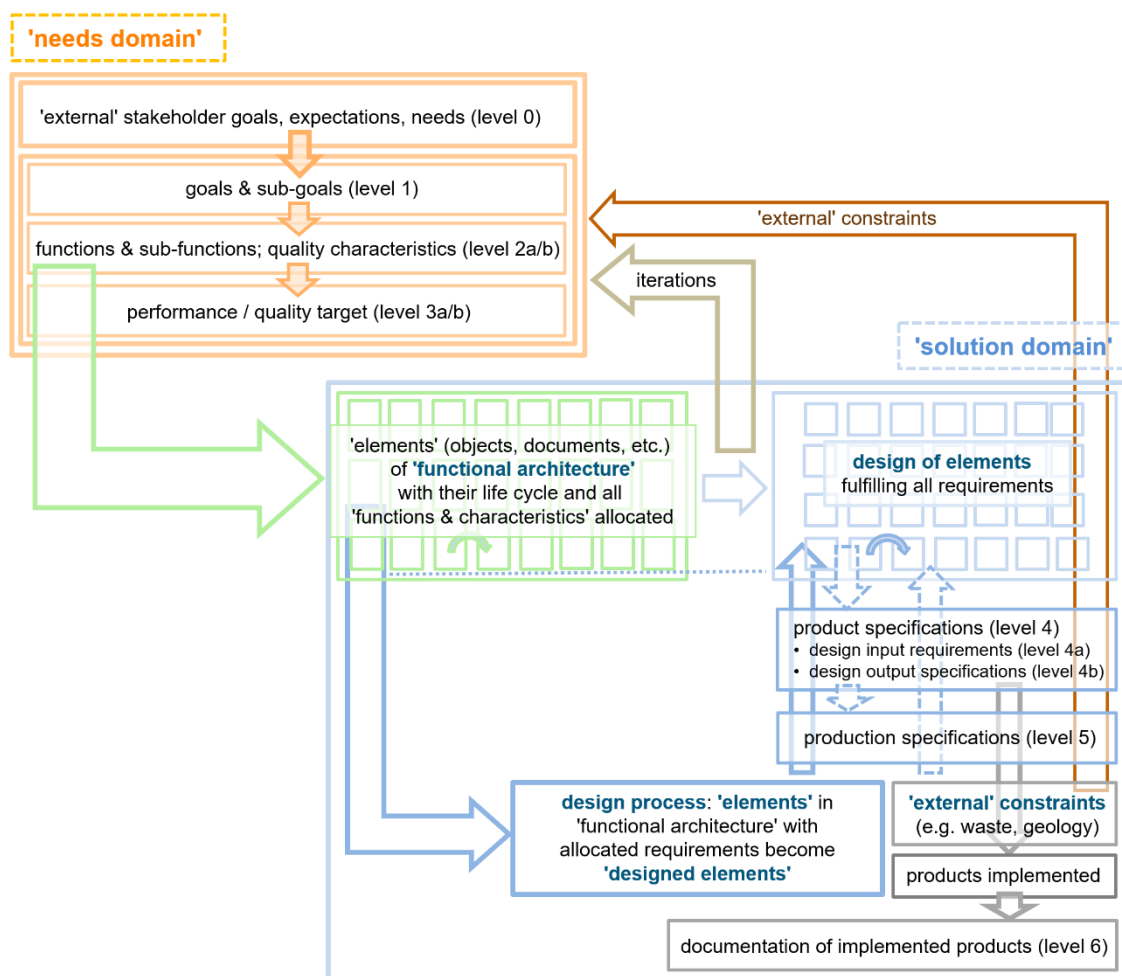 'needs domain'
'external' stakeholder goals, expectations, needs (level 0)
goals & sub-goals (level 1)
functions & sub-functions; quality characteristics (level 2a/b)
performance / quality target (level 3a/b)
'external' constraints
iterations
'solution domain'
'elements' (objects, documents, etc.)
of 'functional architecture'
with their life cycle and all
'functions & characteristics' allocated
design of elements
fulfilling all requirements
product specifications (level 4)
• design input requirements (level 4a)
• design output specifications (level 4b)
production specifications (level 5)
design process: 'elements' in
'functional architecture' with
allocated requirements become
'designed elements'
'external' constraints
(e.g. waste, geology)
products implemented
documentation of implemented products (level 6)